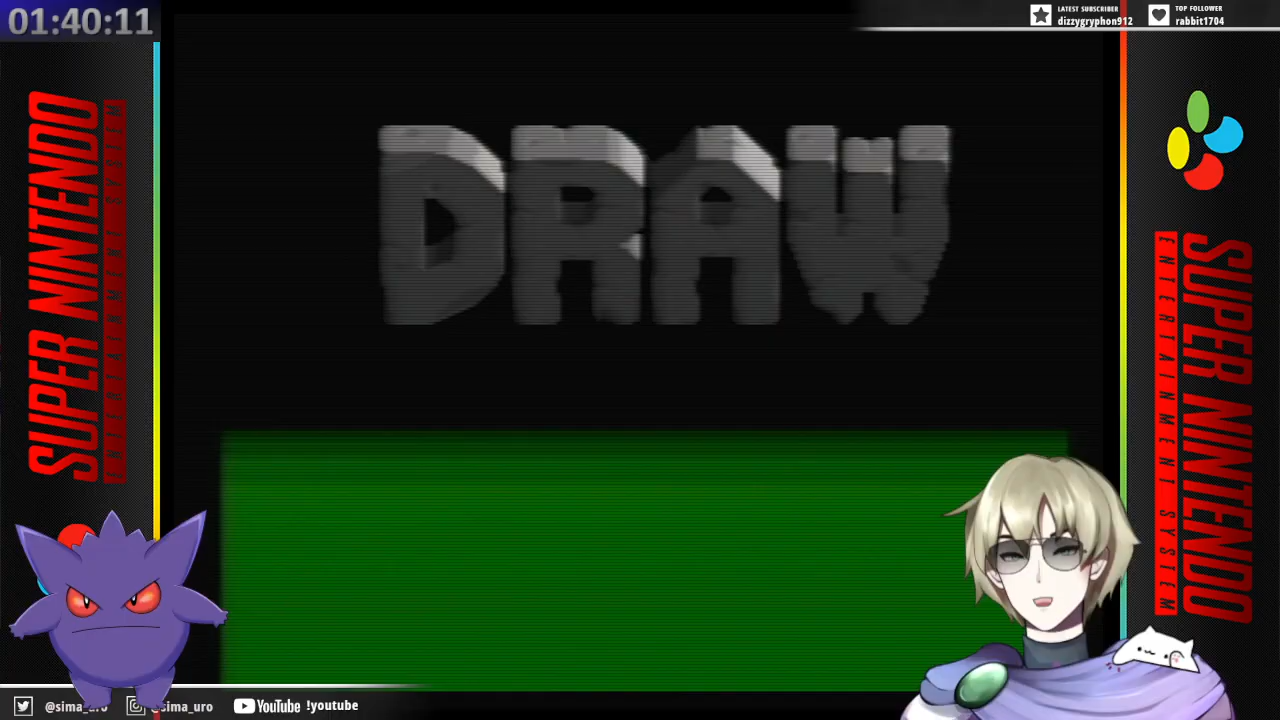 01:40:11
LATEST SUBSCRIBER
dizzygryphon912
TOP FOLLOWER
rabbit1704
SUPER NINTENDO
DRAW
SUPER NINTENDO
ENTERTAINMENT SYSTEM
@sima_uro
@sima_uro
YouTube !youtube